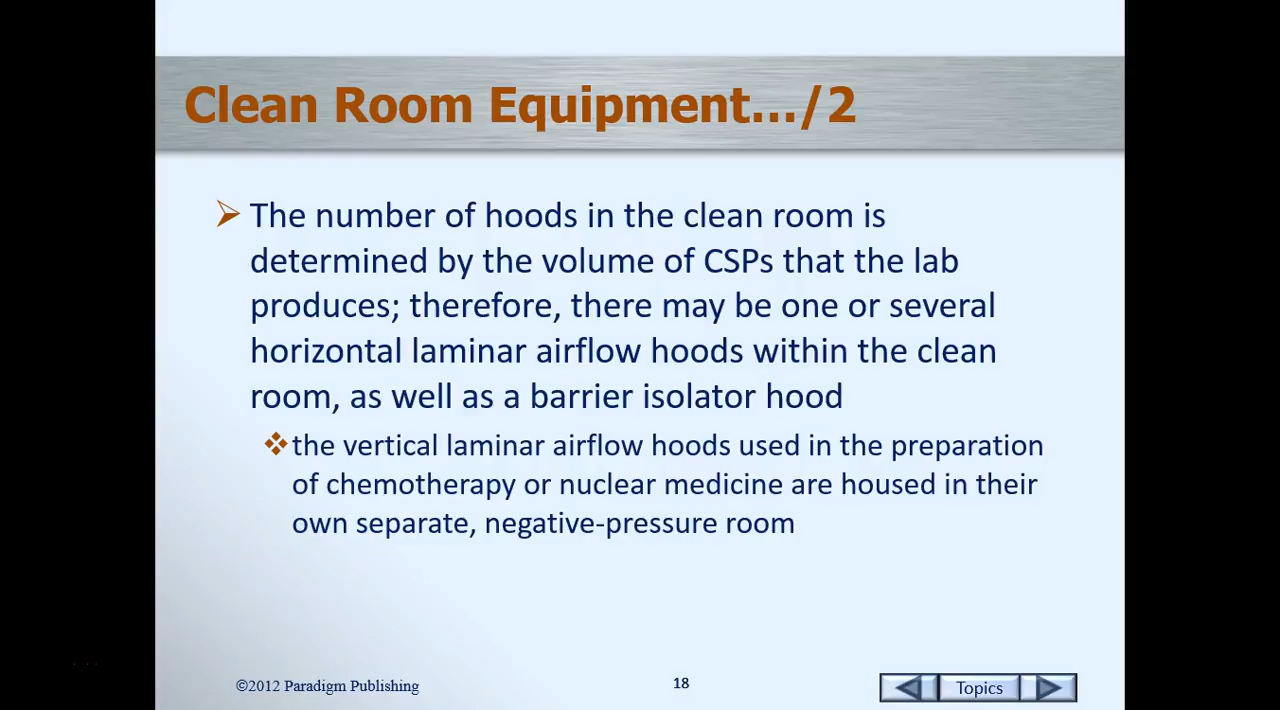 Clean Room Equipment.../2
The number of hoods in the clean room is
determined by the volume of CSPs that the lab
produces; therefore, there may be one or several
horizontal laminar airflow hoods within the clean
room, as well as a barrier isolator hood
the vertical laminar airflow hoods used in the preparation
of chemotherapy or nuclear medicine are housed in their
own separate, negative-pressure room
©2012 Paradigm Publishing
18
Topics